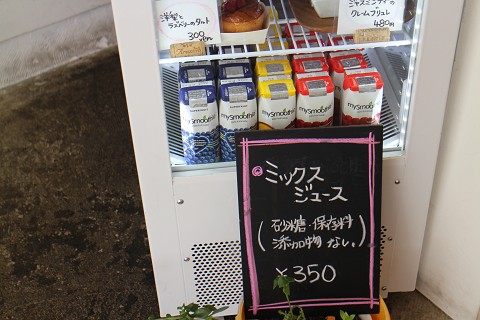 洋梨と
ラズベリーのタルト
300yen
ジャスミンティの
クレームブリュレ
480円
mySmoothie
mySmoothie
mySmoothie
mySmoothie
mySmoothie
◎ミックス
ジュース
(砂糖・保存料
添加物なし)
¥350